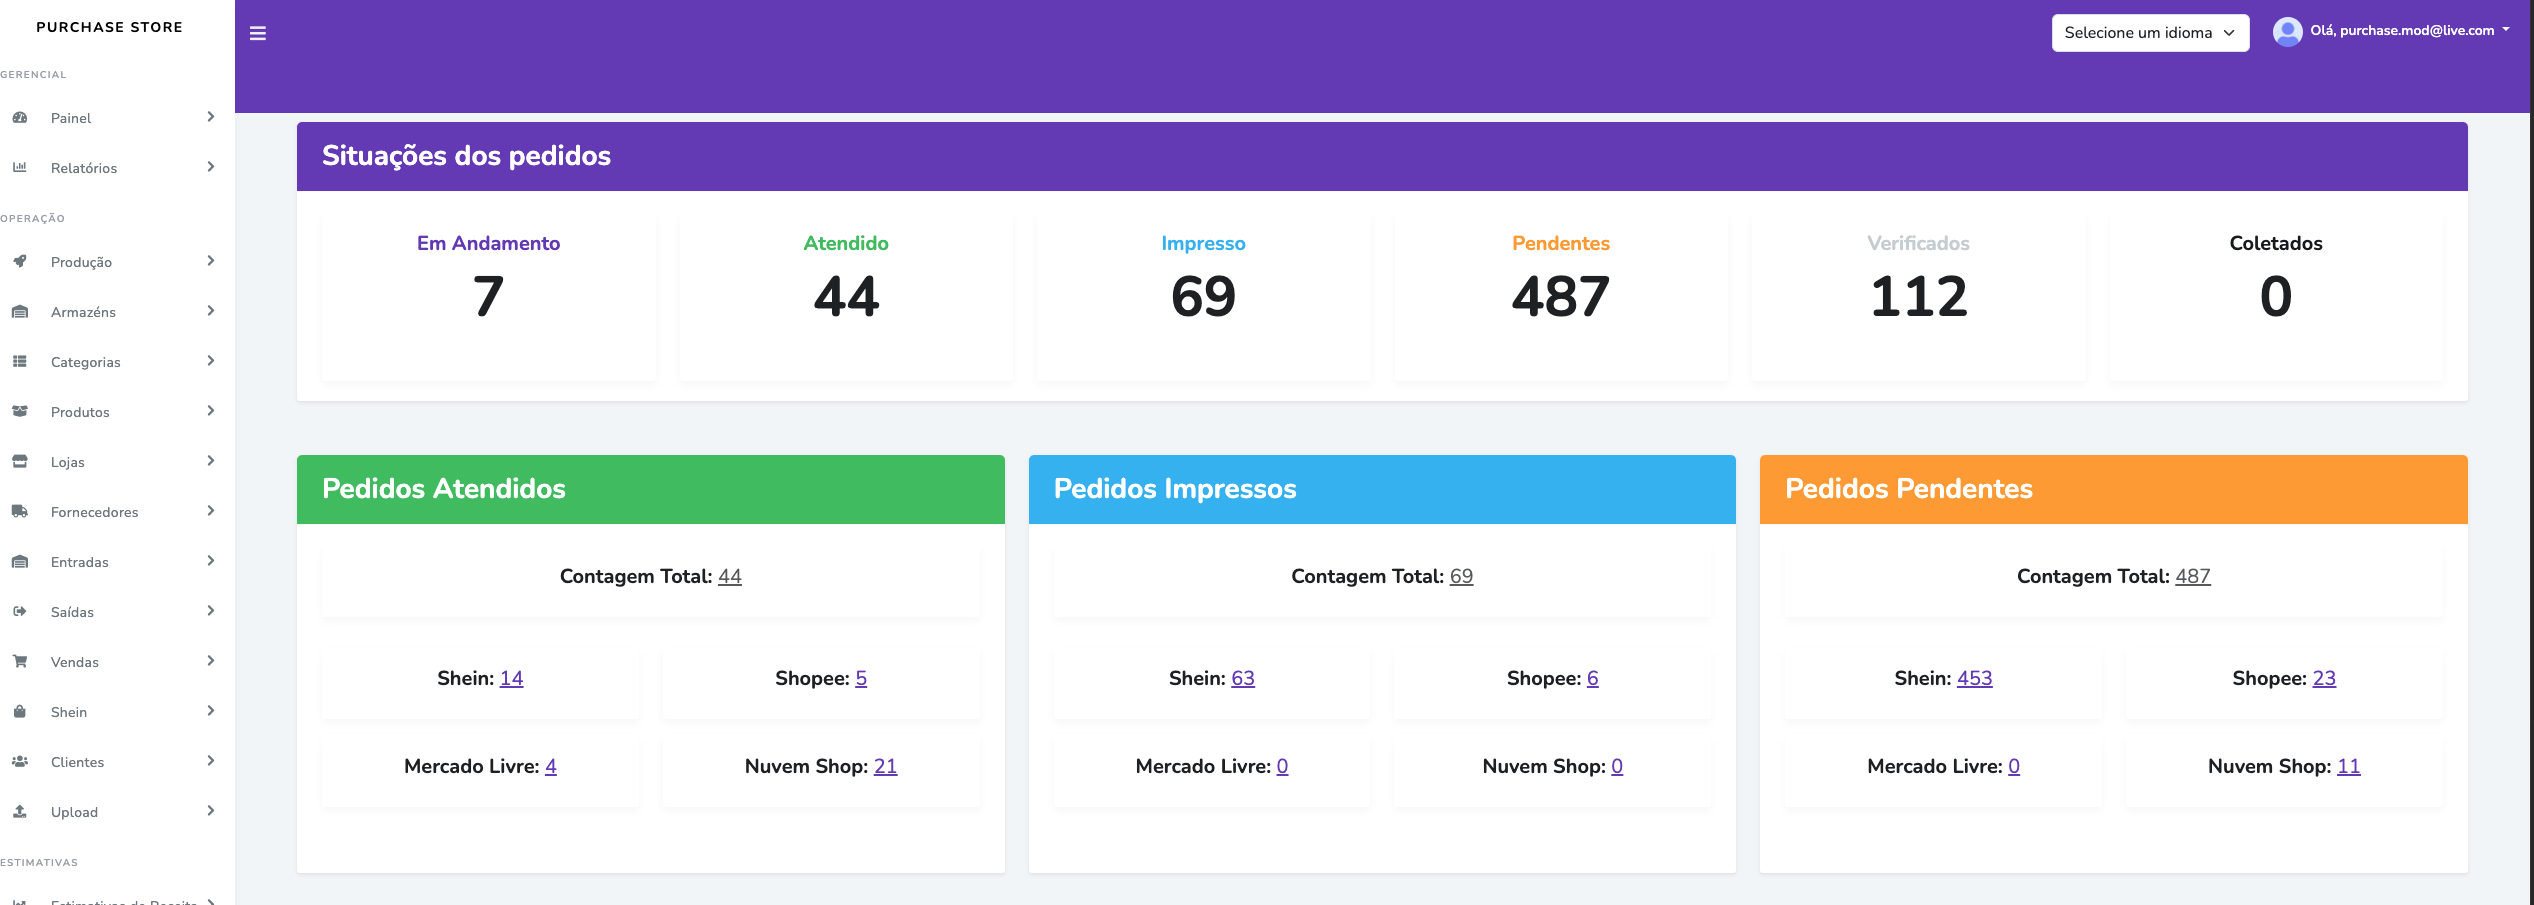 PURCHASE STORE
Selecione um idioma
Olá, purchase.mod@live.com
GERENCIAL
Painel
Relatórios
OPERAÇÃO
Produção
Armazéns
Categorias
Produtos
Lojas
Fornecedores
Entradas
Saídas
Vendas
Shein
Clientes
Upload
ESTIMATIVAS
Estimativas de Receita
Situações dos pedidos
Em Andamento
7
Atendido
44
Impresso
69
Pendentes
487
Verificados
112
Coletados
0
Pedidos Atendidos
Contagem Total: 44
Shein: 14
Shopee: 5
Mercado Livre: 4
Nuvem Shop: 21
Pedidos Impressos
Contagem Total: 69
Shein: 63
Shopee: 6
Mercado Livre: 0
Nuvem Shop: 0
Pedidos Pendentes
Contagem Total: 487
Shein: 453
Shopee: 23
Mercado Livre: 0
Nuvem Shop: 11